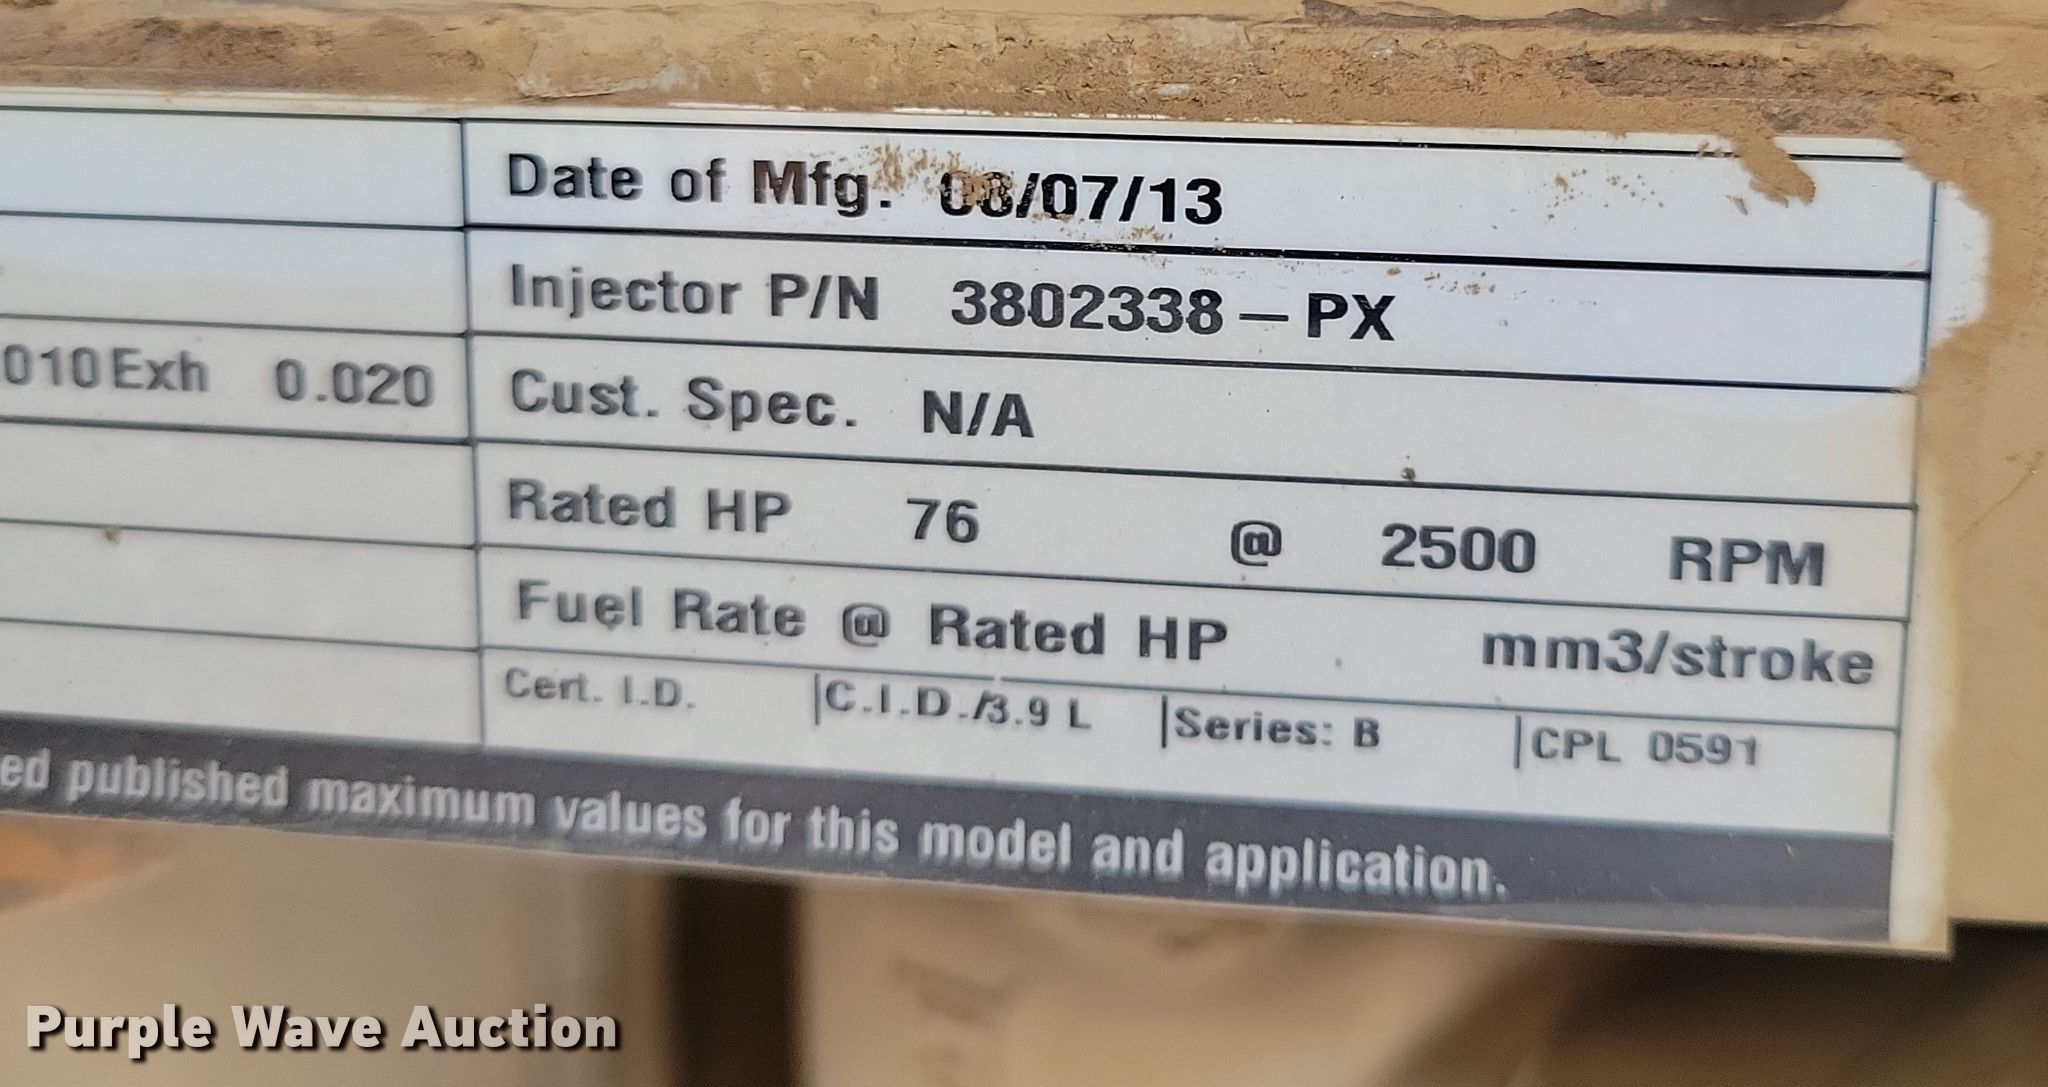 Date of Mfg. 08/07/13
Injector P/N 3802338-PX
.010 Exh 0.020 Cust. Spec. N/A
Rated HP 76 @ 2500 RPM
Fuel Rate @ Rated HP mm3/stroke
Cert. I.D. |C.I.D./3.9 L |Series: B |CPL 0591
ed published maximum values for this model and application.
Purple Wave Auction